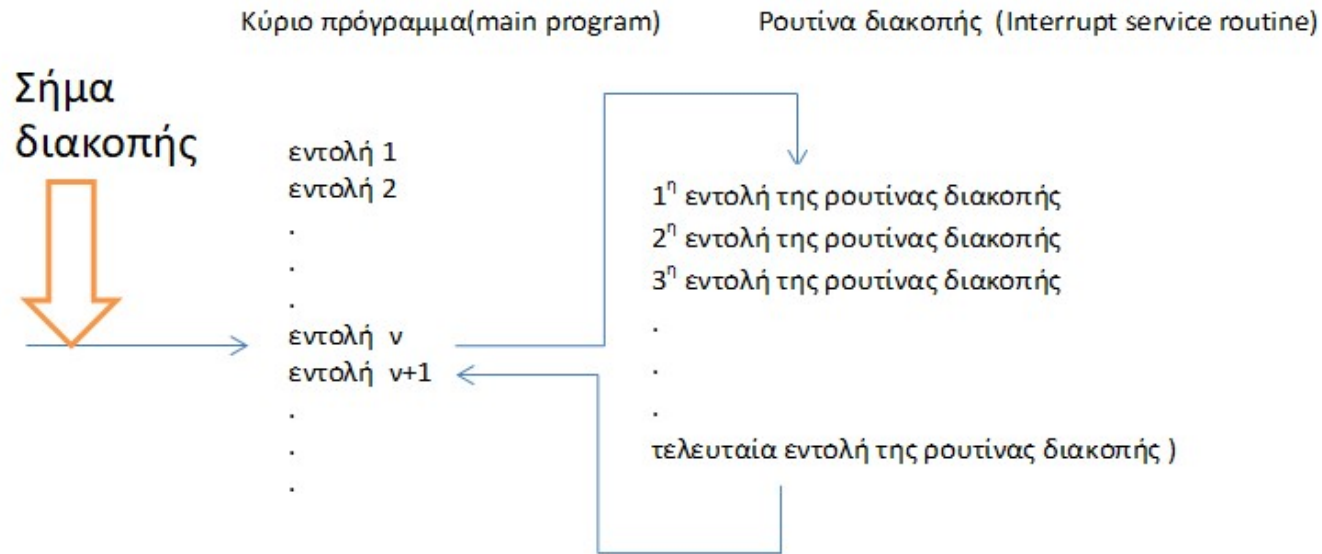 Κύριο πρόγραμμα(main program)
Ρουτίνα διακοπής (Interrupt service routine)
Σήμα
διακοπής
εντολή 1
εντολή 2
.
.
.
εντολή ν
εντολή ν+1
.
.
.
1η εντολή της ρουτίνας διακοπής
2η εντολή της ρουτίνας διακοπής
3η εντολή της ρουτίνας διακοπής
.
.
.
τελευταία εντολή της ρουτίνας διακοπής )